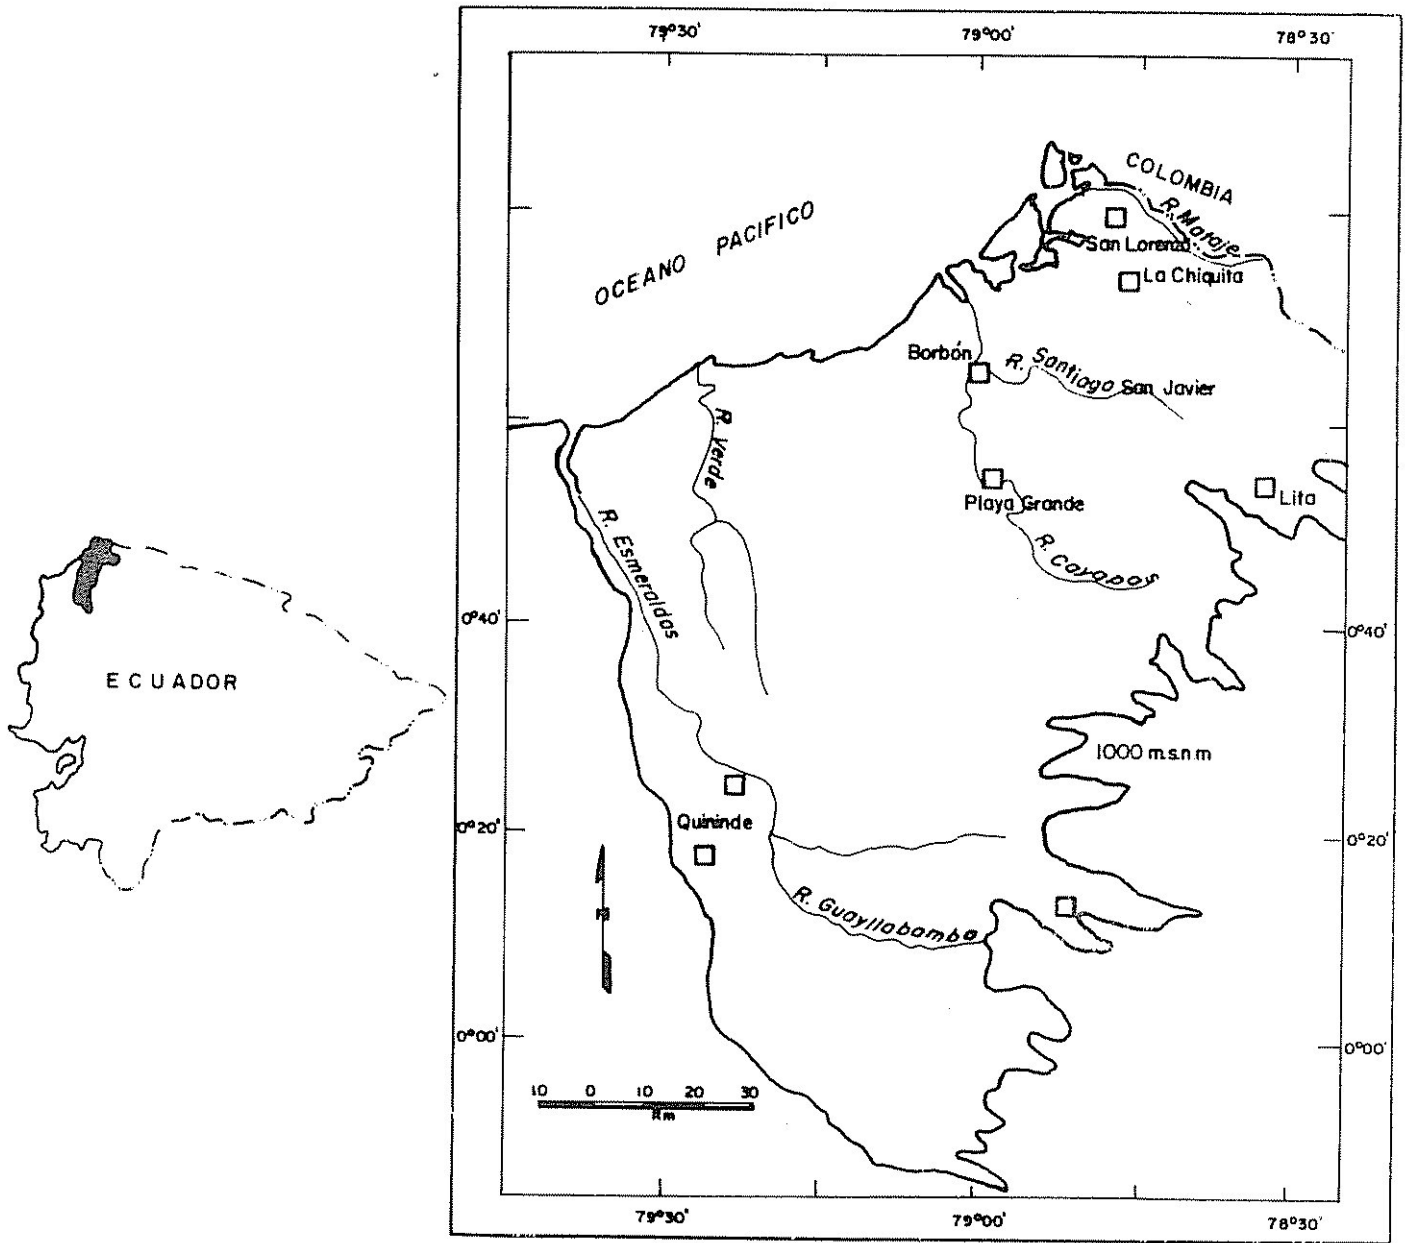 79°30'
79°00'
78°30'
COLOMBIA
R. Mataje
OCEANO PACIFICO
San Lorenzo
La Chiquita
Borbón
R. Santiago
San Javier
R. Verde
Playa Grande
Lita
R. Esmeraldas
R. Cayapas
0°40'
0°40'
ECUADOR
1000 m.s.n.m
Quininde
0°20'
0°20'
R. Guayllabamba
N
0°00'
0°00'
10 0 10 20 30
Km
79°30'
79°00'
78°30'